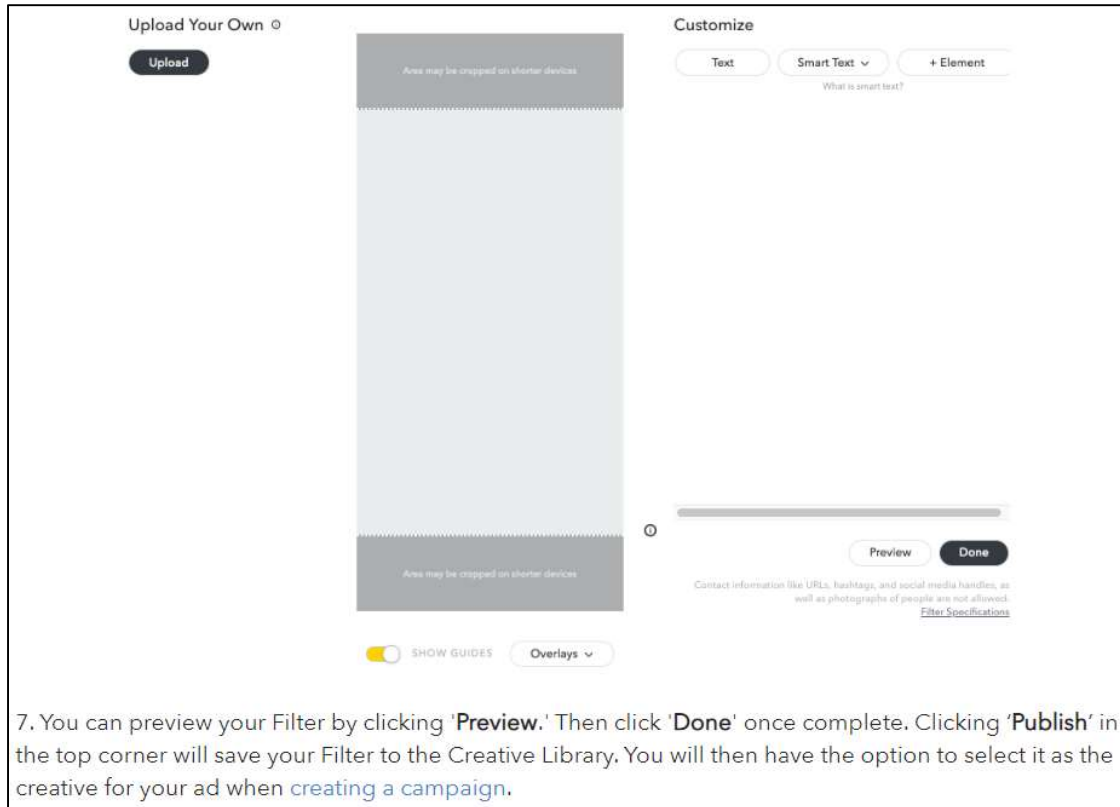 Upload Your Own
Upload
Area may be cropped on shorter devices
Area may be cropped on shorter devices
SHOW GUIDES
Overlays
Customize
Text
Smart Text
+ Element
What is smart text?
Preview
Done
Contact information like URLs, hashtags, and social media handles, as
well as photographs of people are not allowed.
Filter Specifications
7. You can preview your Filter by clicking 'Preview.' Then click 'Done' once complete. Clicking ‘Publish’ in
the top corner will save your Filter to the Creative Library. You will then have the option to select it as the
creative for your ad when creating a campaign.